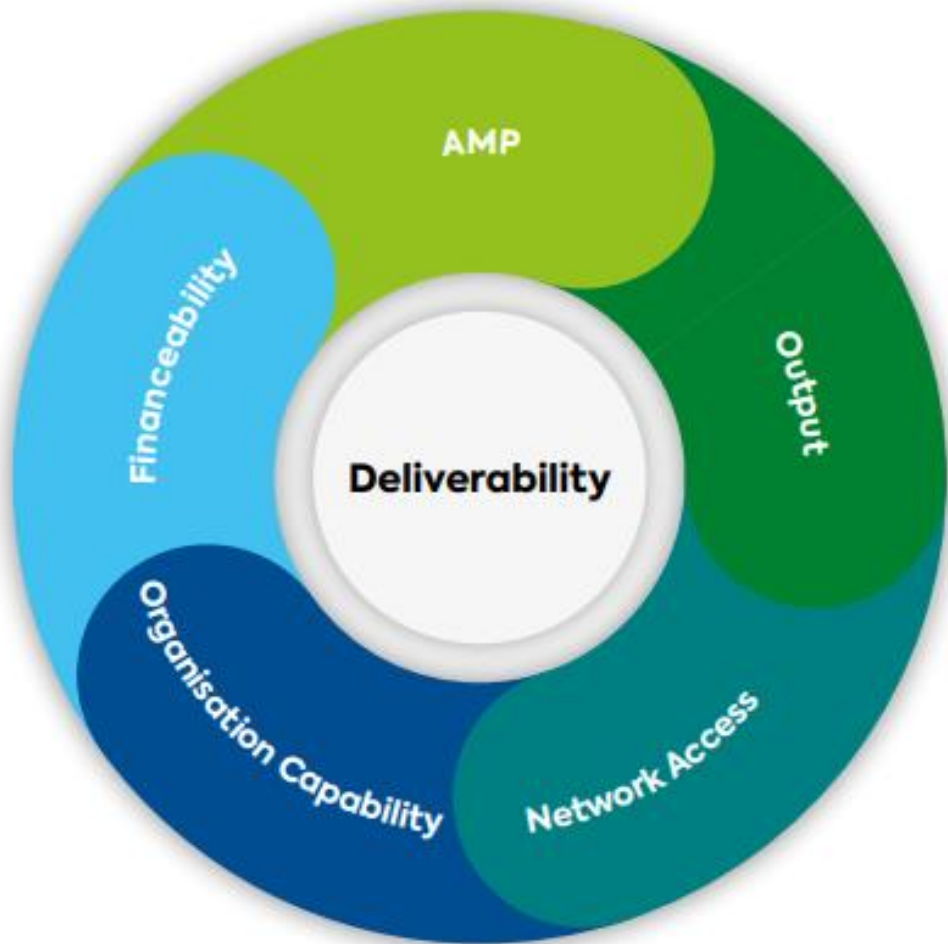 AMP
Output
Network Access
Organisation Capability
Financeability
Deliverability